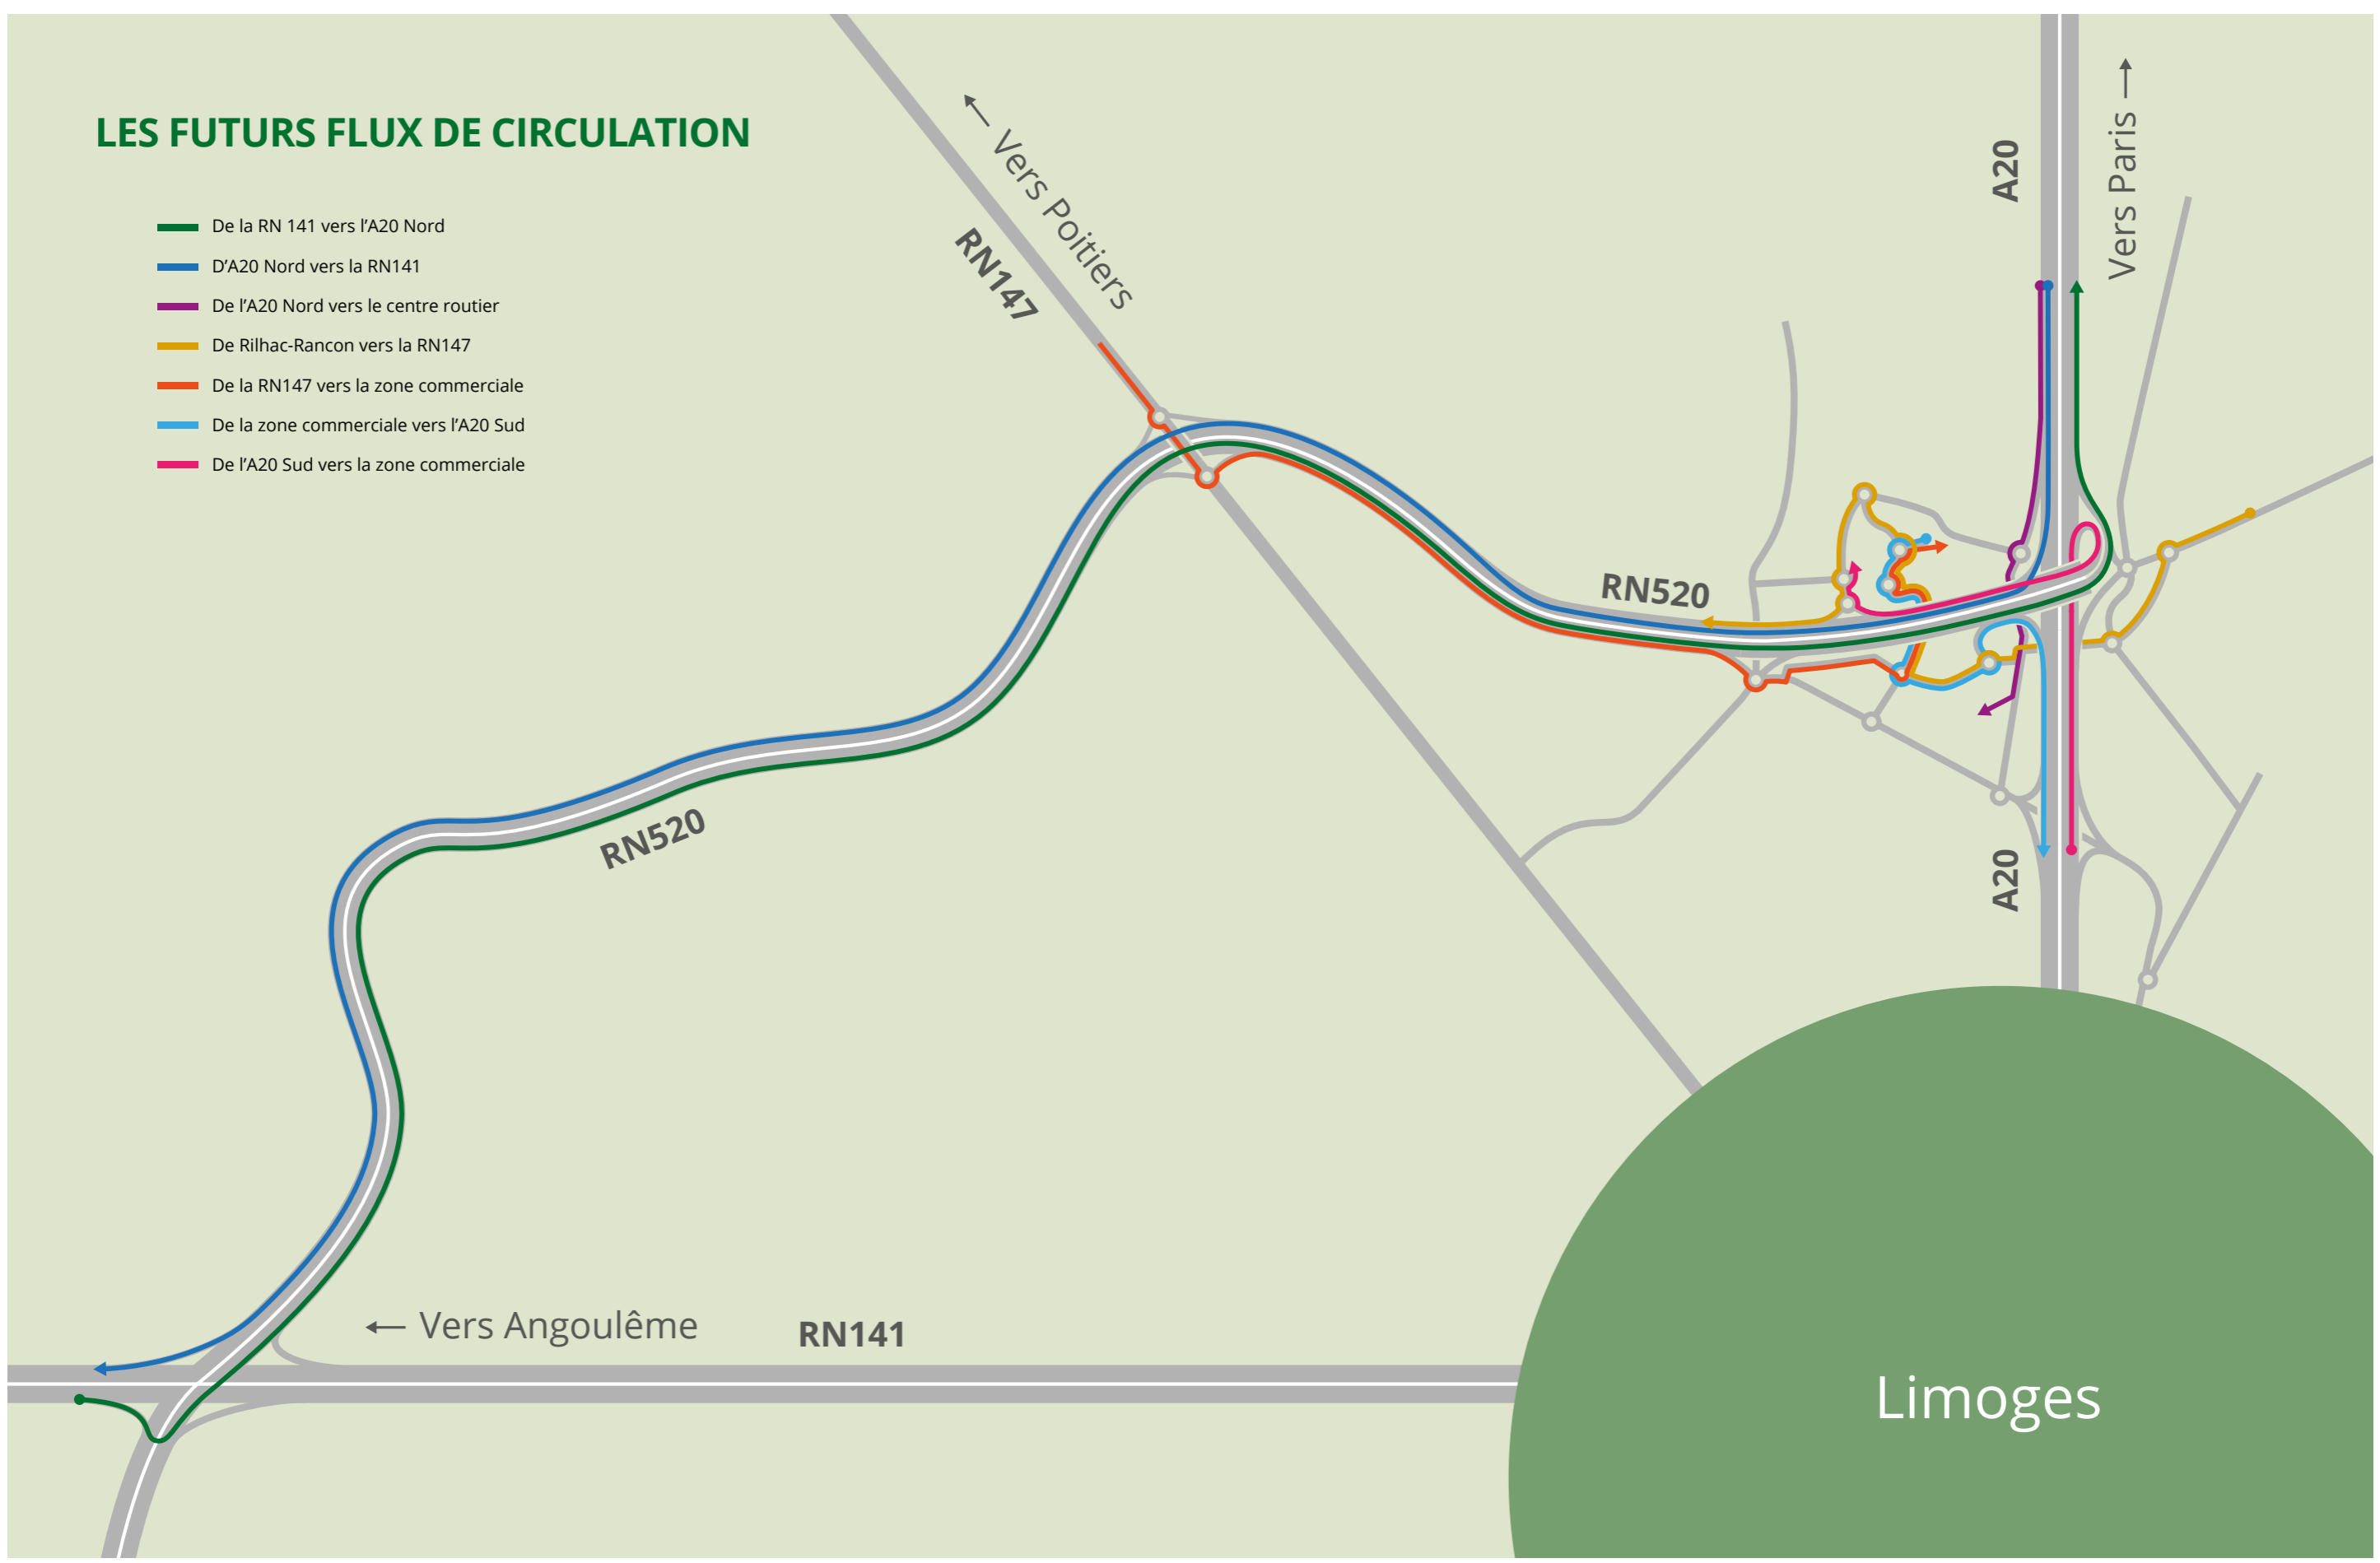 LES FUTURS FLUX DE CIRCULATION
De la RN 141 vers l’A20 Nord
D’A20 Nord vers la RN141
De l’A20 Nord vers le centre routier
De Rilhac-Rancon vers la RN147
De la RN147 vers la zone commerciale
De la zone commerciale vers l’A20 Sud
De l’A20 Sud vers la zone commerciale
Vers Poitiers
RN147
A20
Vers Paris
RN520
RN520
A20
Vers Angoulême
RN141
Limoges